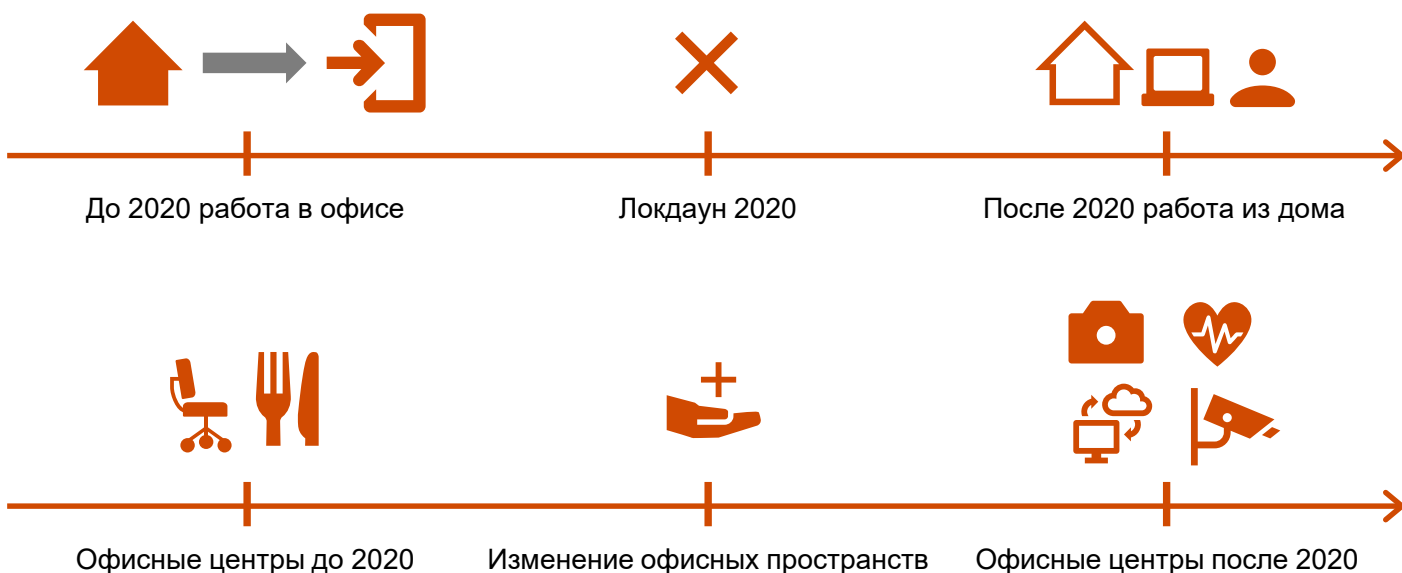 До 2020 работа в офисе
Локдаун 2020
После 2020 работа из дома
Офисные центры до 2020
Изменение офисных пространств
Офисные центры после 2020